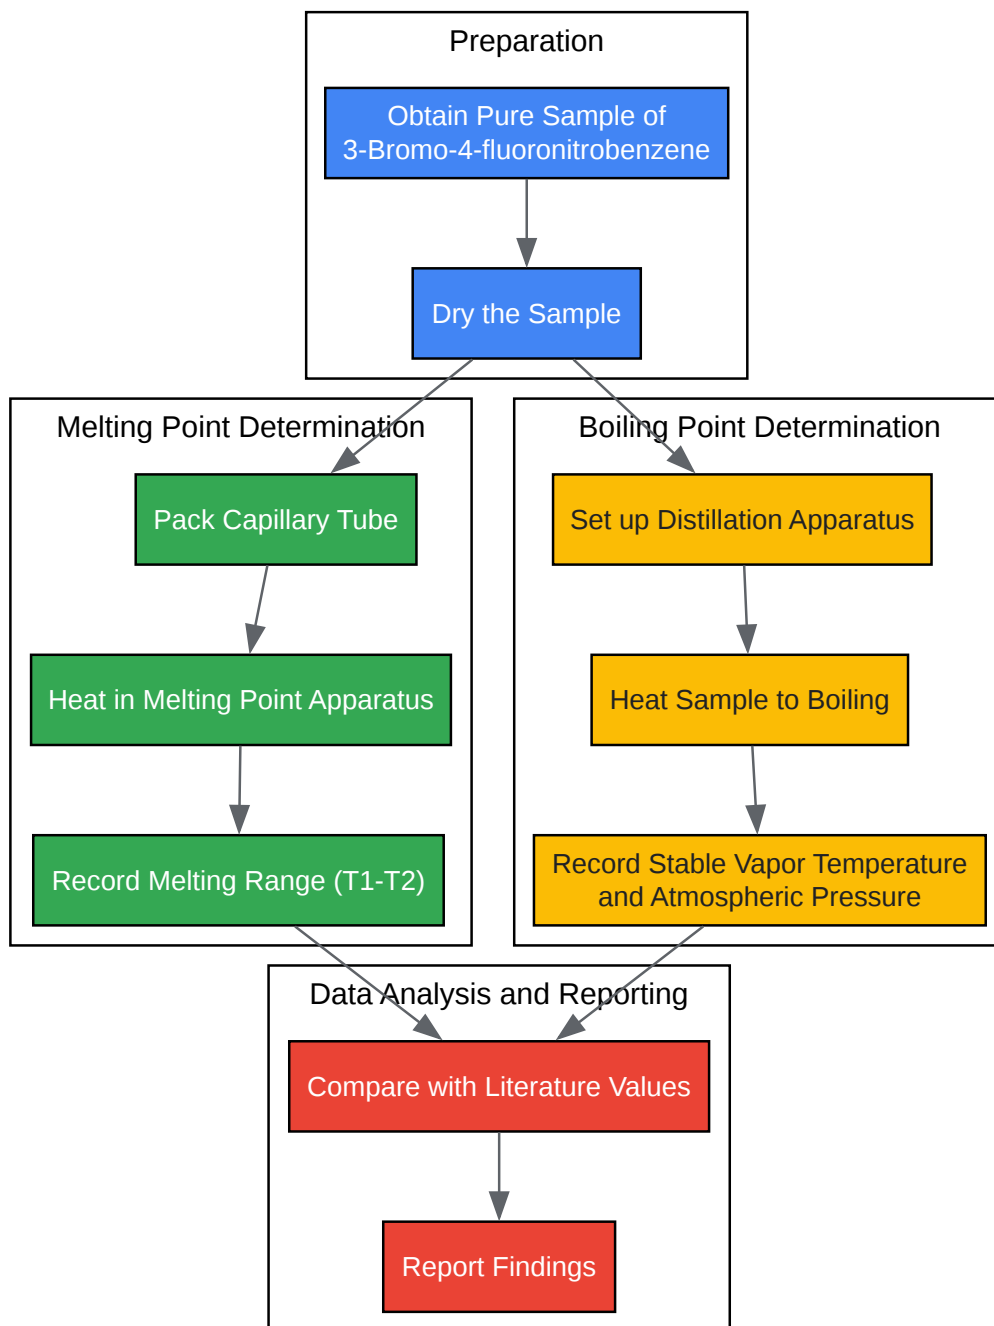 Preparation
Obtain Pure Sample of
3-Bromo-4-fluoronitrobenzene
Dry the Sample
Melting Point Determination
Pack Capillary Tube
Heat in Melting Point Apparatus
Record Melting Range (T1-T2)
Boiling Point Determination
Set up Distillation Apparatus
Heat Sample to Boiling
Record Stable Vapor Temperature
and Atmospheric Pressure
Data Analysis and Reporting
Compare with Literature Values
Report Findings